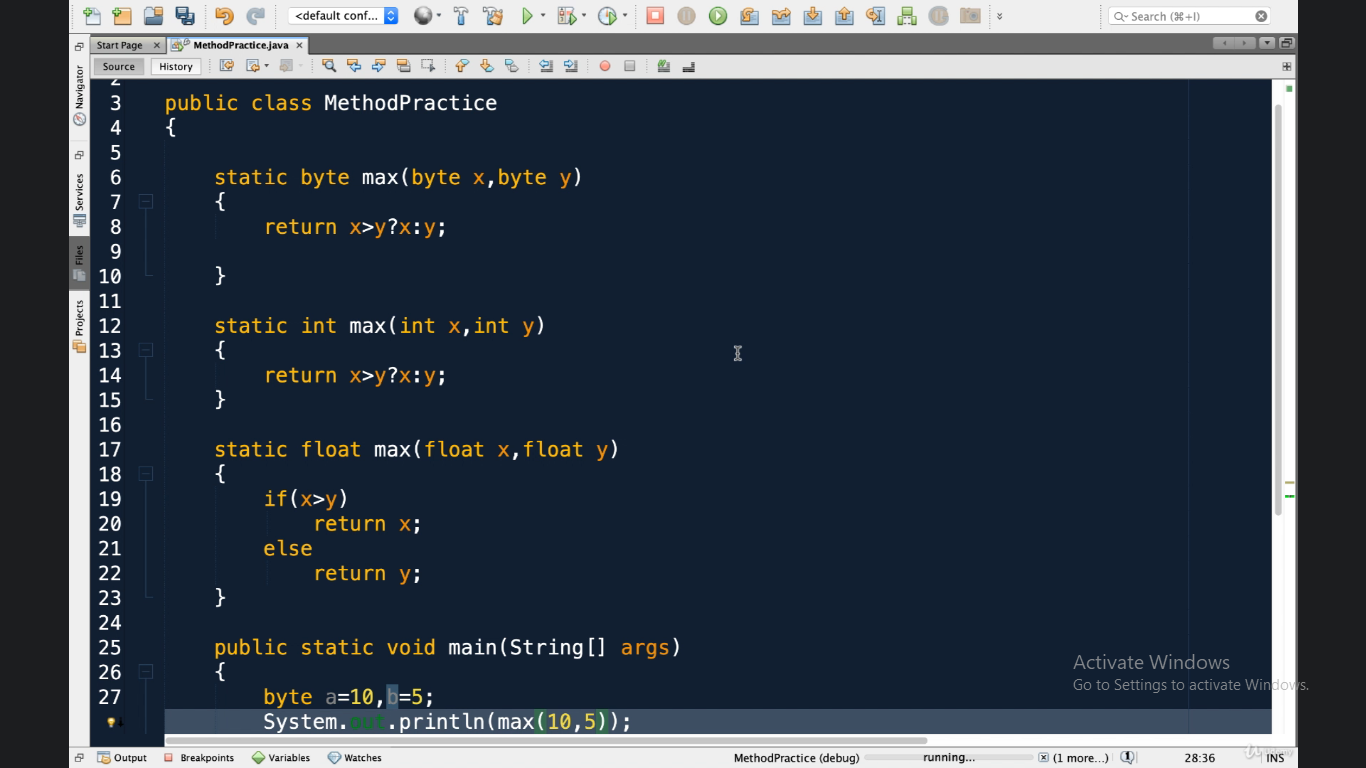 <default conf...
Search (⌘+I)
Start Page
MethodPractice.java
Source
History
Navigator
Services
Files
Projects
2
3 public class MethodPractice
4 {
5
6 static byte max(byte x,byte y)
7 {
8 return x>y?x:y;
9
10 }
11
12 static int max(int x,int y)
13 {
14 return x>y?x:y;
15 }
16
17 static float max(float x,float y)
18 {
19 if(x>y)
20 return x;
21 else
22 return y;
23 }
24
25 public static void main(String[] args)
26 {
27 byte a=10,b=5;
System.out.println(max(10,5));
Activate Windows
Go to Settings to activate Windows.
Output
Breakpoints
Variables
Watches
MethodPractice (debug)
running...
(1 more...)
28:36
INS